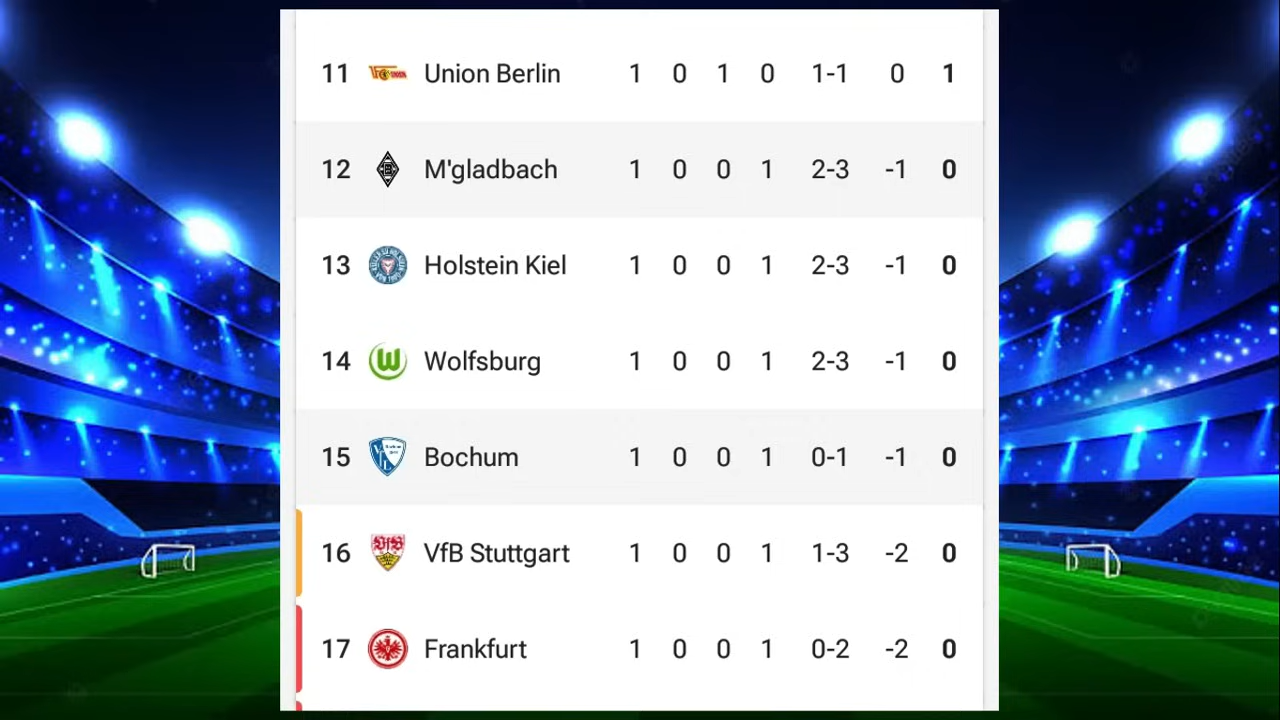 11 Union Berlin 1 0 1 0 1-1 0 1
12 M'gladbach 1 0 0 1 2-3 -1 0
13 Holstein Kiel 1 0 0 1 2-3 -1 0
14 Wolfsburg 1 0 0 1 2-3 -1 0
15 Bochum 1 0 0 1 0-1 -1 0
16 VfB Stuttgart 1 0 0 1 1-3 -2 0
17 Frankfurt 1 0 0 1 0-2 -2 0